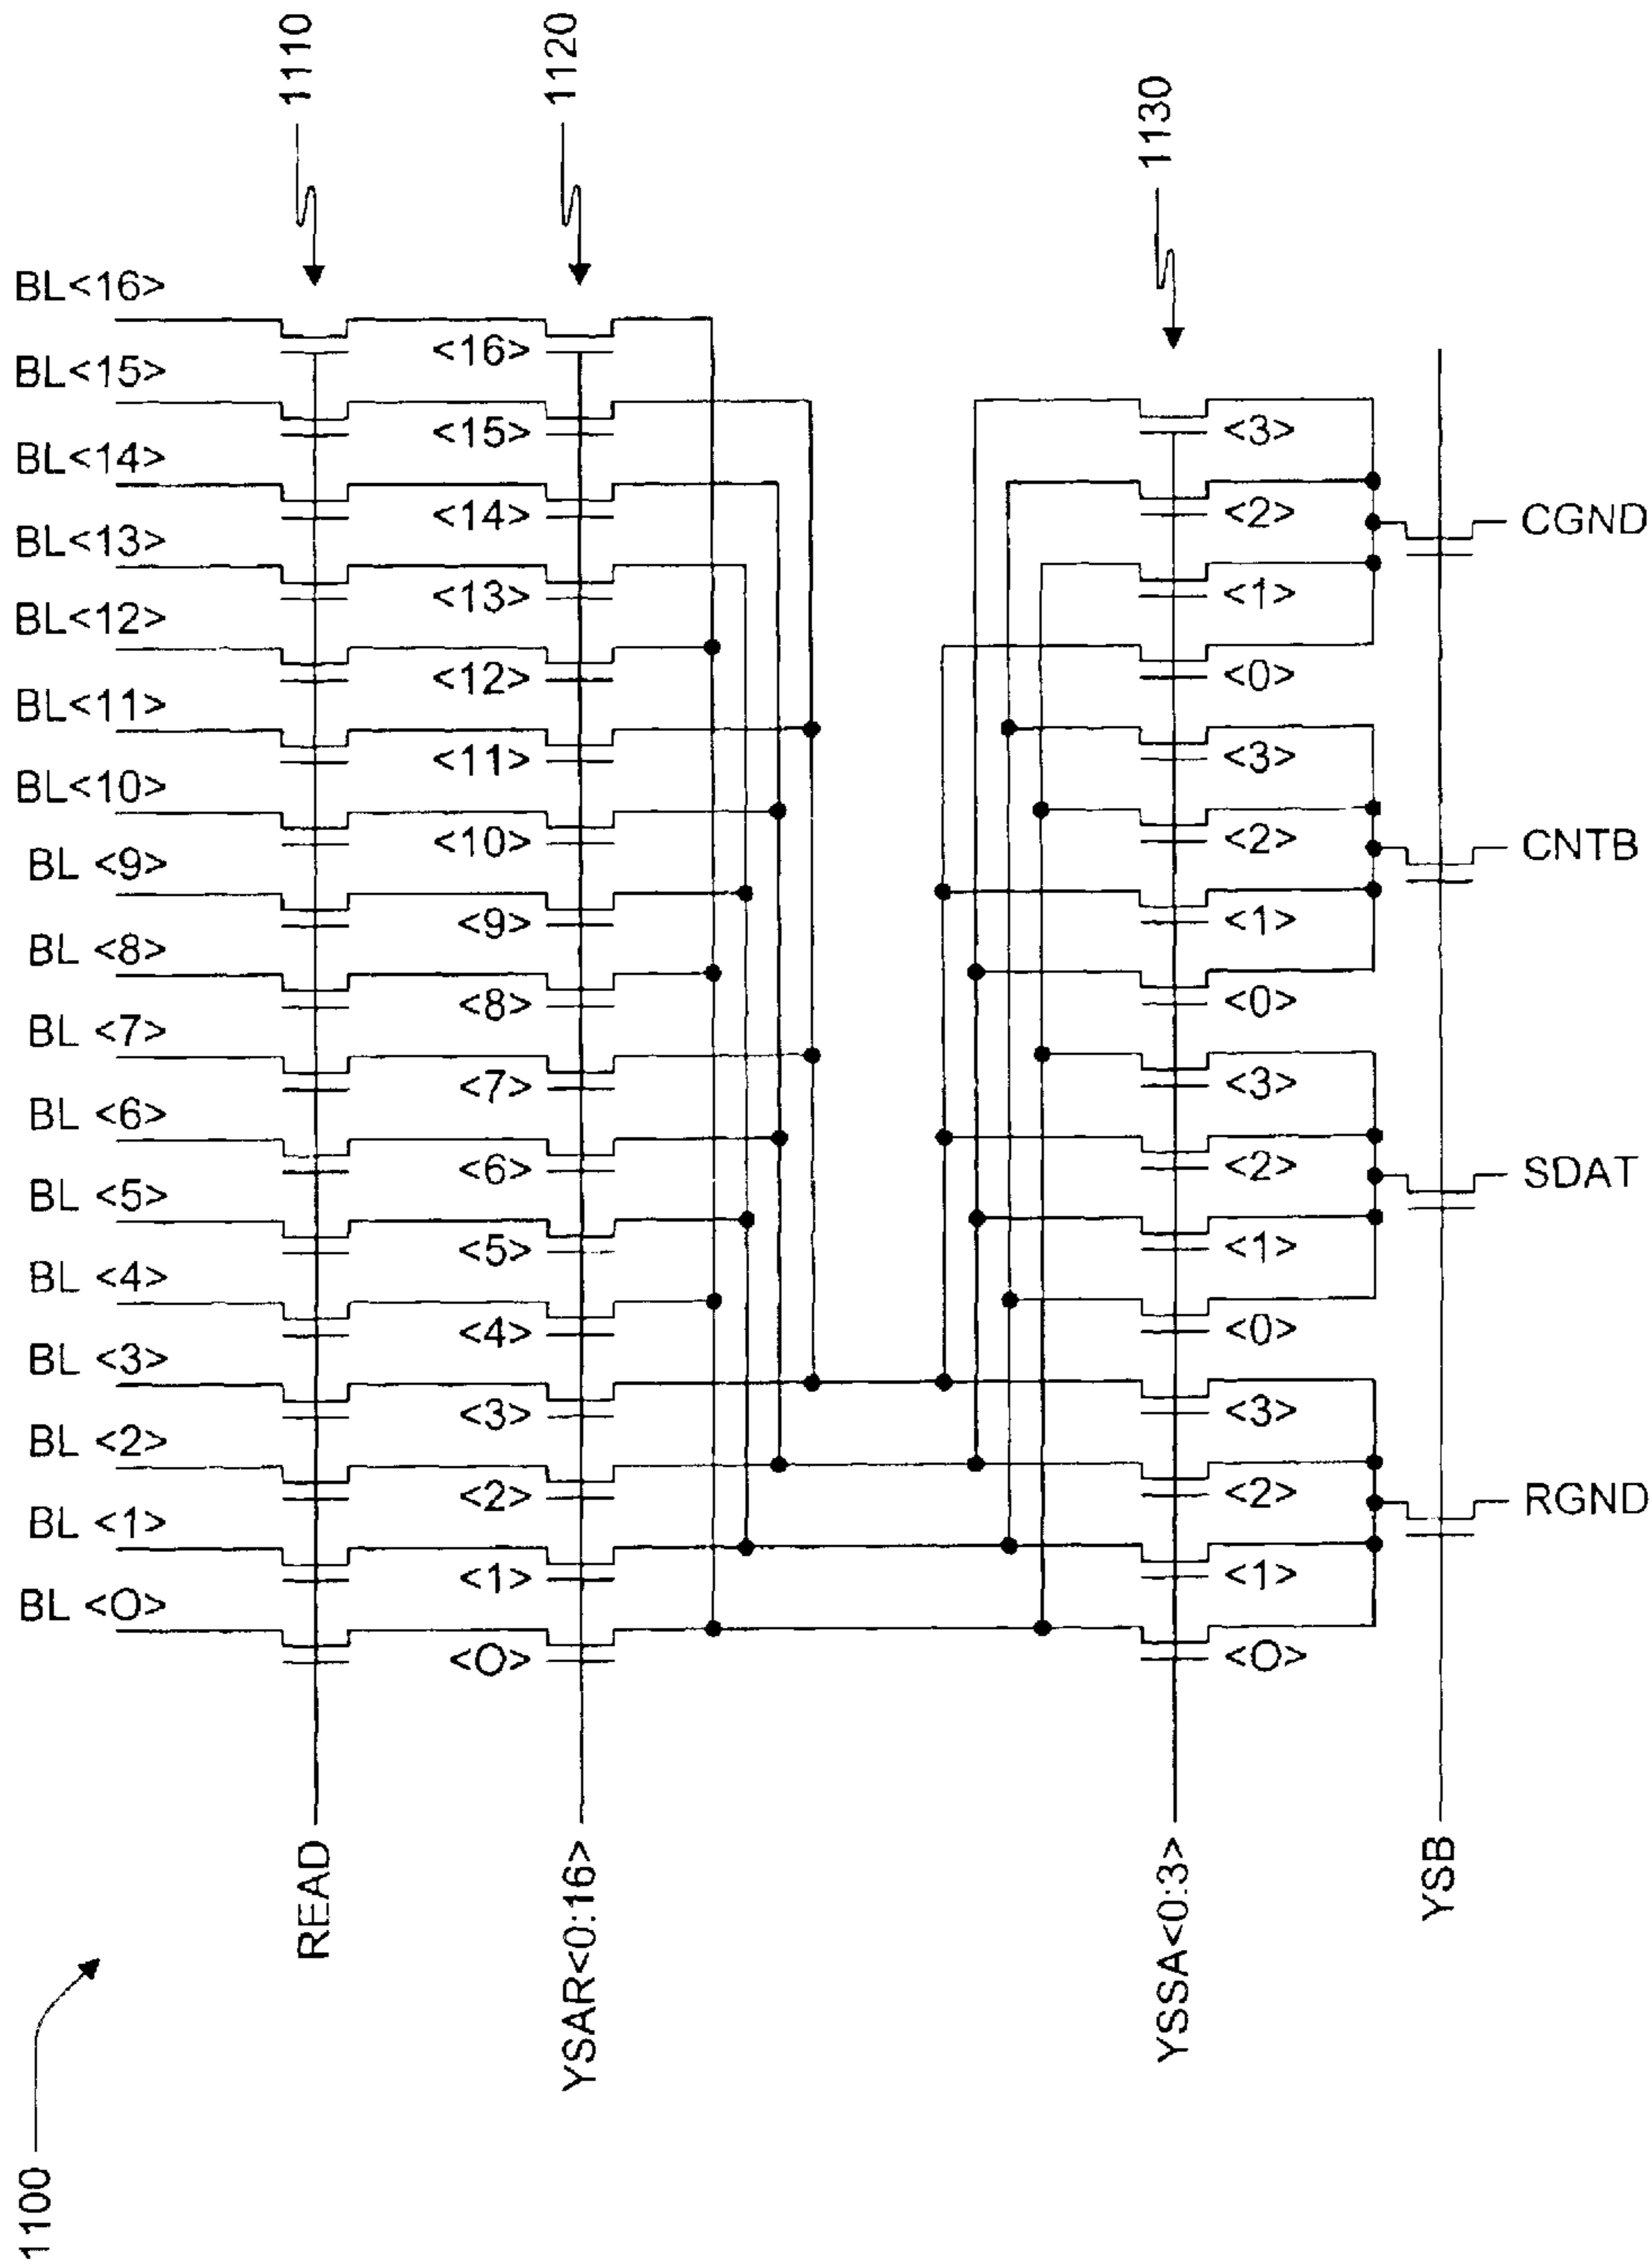 1100
BL<16>
BL<15>
BL<14>
BL<13>
BL<12>
BL<11>
BL<10>
BL <9>
BL <8>
BL <7>
BL <6>
BL <5>
BL <4>
BL <3>
BL <2>
BL <1>
BL <O>
1110
READ
1120
YSAR<0:16>
<16>
<15>
<14>
<13>
<12>
<11>
<10>
<9>
<8>
<7>
<6>
<5>
<4>
<3>
<2>
<1>
<O>
1130
YSSA<0:3>
<3>
<2>
<1>
<0>
<3>
<2>
<1>
<0>
<3>
<2>
<1>
<0>
<3>
<2>
<1>
<O>
YSB
CGND
CNTB
SDAT
RGND